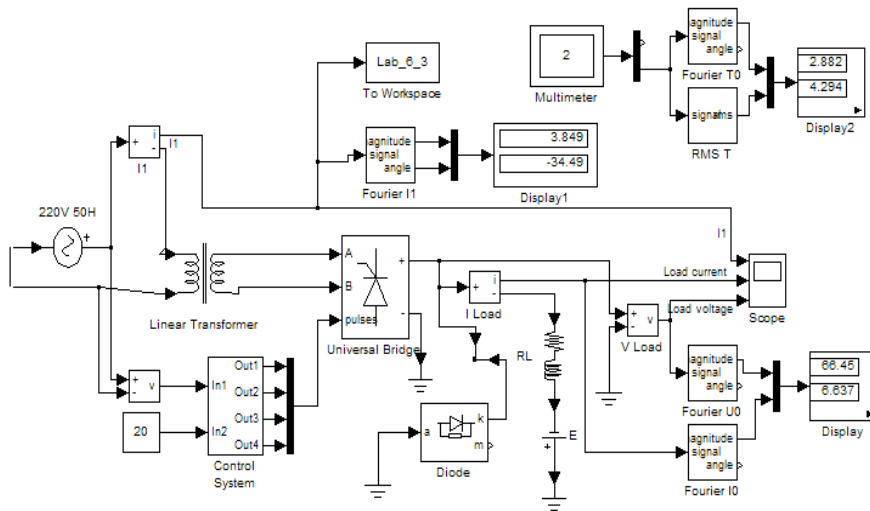 Lab_6_3
To Workspace
2
Multimeter
agnitude
signal
angle
Fourier T0
signal rms
RMS T
2.882
4.294
Display2
+
-
i
I1
I1
agnitude
signal
angle
Fourier I1
3.849
-34.49
Display1
220V 50H
+
Linear Transformer
A
B
pulses
+
-
Universal Bridge
+
i
-
I Load
I1
Load current
Load voltage
Scope
+
-
v
V Load
RL
E
+
+
-
v
20
In1
In2
Out1
Out2
Out3
Out4
Control
System
a
k
m
Diode
agnitude
signal
angle
Fourier U0
agnitude
signal
angle
Fourier I0
66.45
6.637
Display